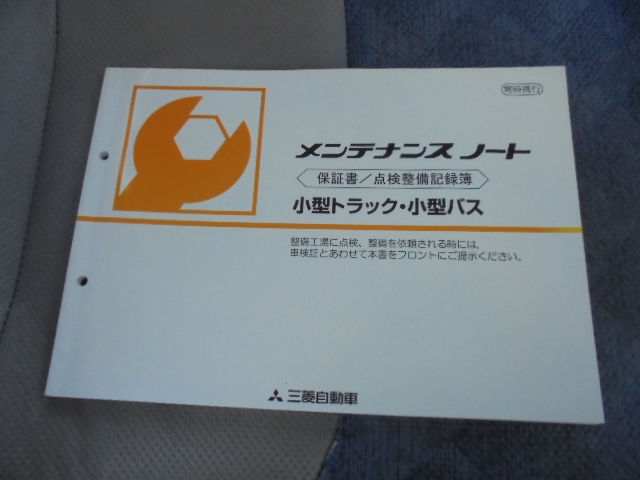 常時携行
メンテナンス ノート
保証書／点検整備記録簿
小型トラック・小型バス
整備工場に点検、整備を依頼される時には、
車検証とあわせて本書をフロントにご提示ください。
三菱自動車